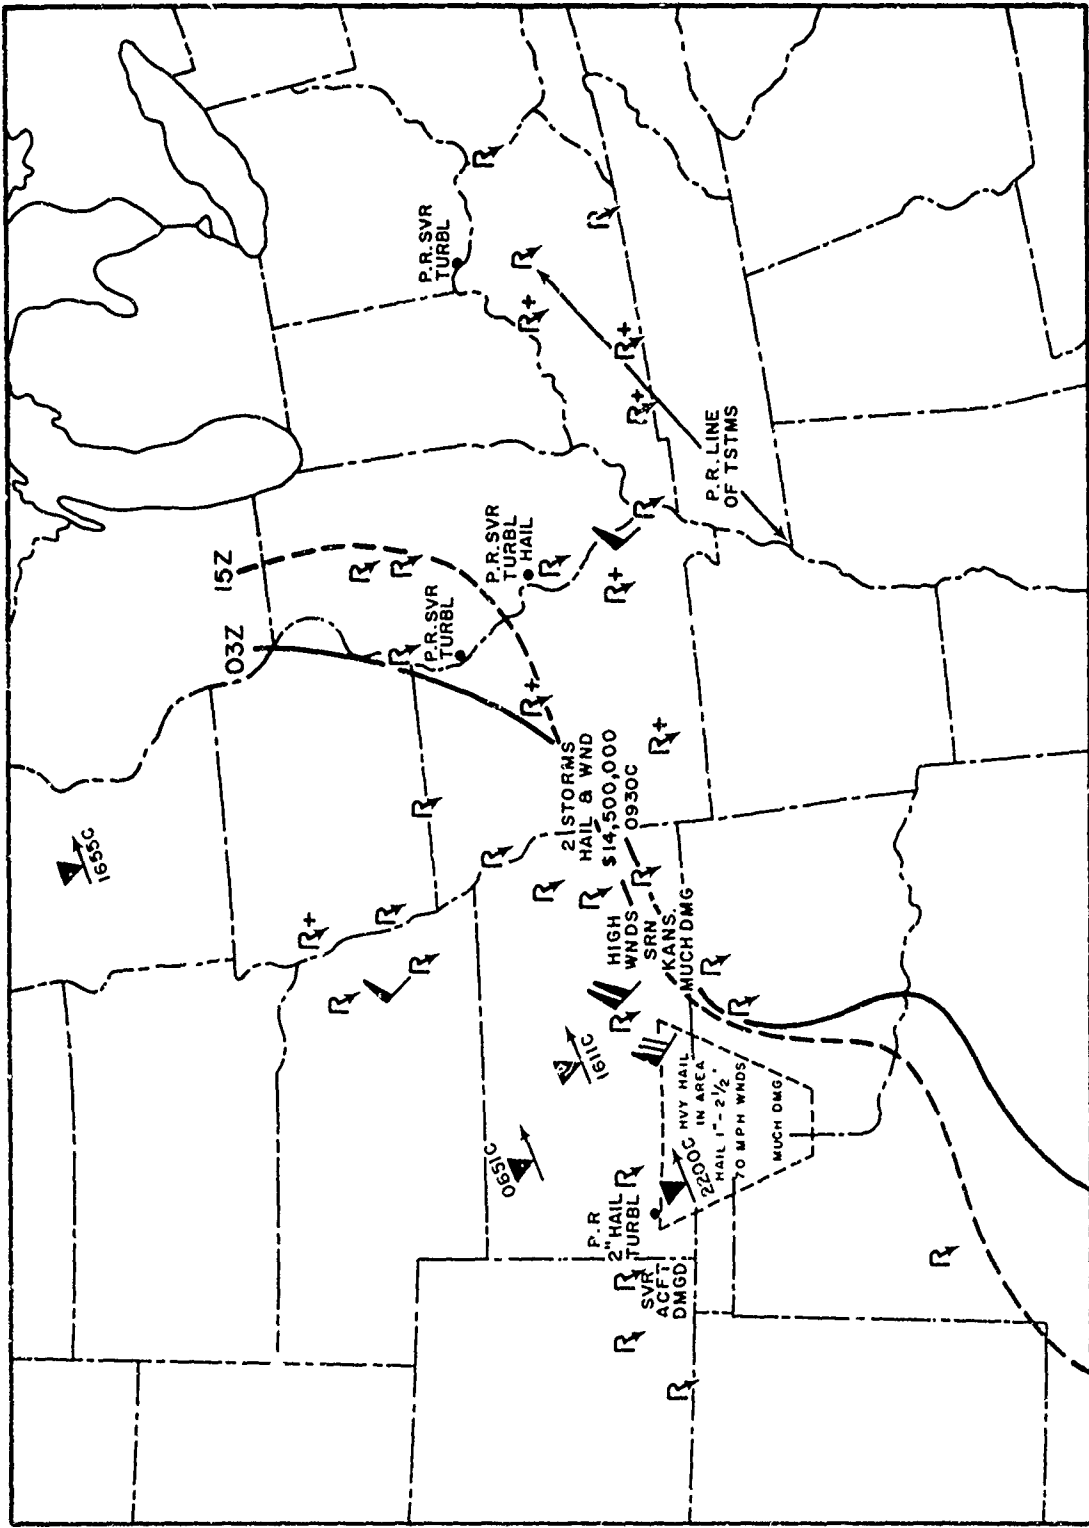 P.R. SVR
TURBL
P.R. LINE
OF TSTMS
15Z
03Z
P.R. SVR
TURBL
HAIL
P.R. SVR
TURBL
21 STORMS
HAIL & WND
$14,500,000
0930C
1655C
HIGH
WNDS
SRN
KANS.
MUCH DMG
1611C
0651C
2200C
HVY HAIL
IN AREA
HAIL 1" - 2 1/2"
70 MPH WNDS
MUCH DMG
P.R
2" HAIL
TURBL
SVR
ACFT
DMGD